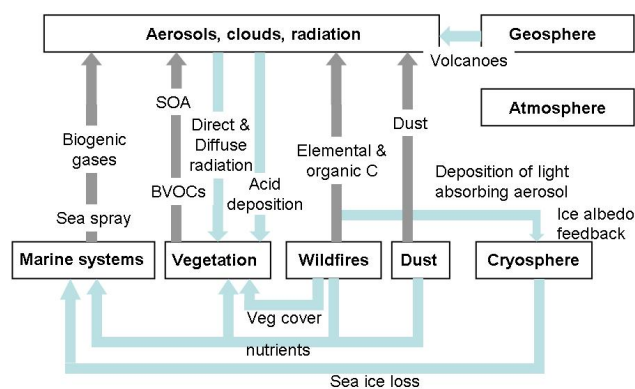 Aerosols, clouds, radiation
Geosphere
Volcanoes
Atmosphere
SOA
Biogenic
gases
Direct &
Diffuse
radiation
Elemental &
organic C
Dust
BVOCs
Acid
deposition
Deposition of light
absorbing aerosol
Sea spray
Ice albedo
feedback
Marine systems
Vegetation
Wildfires
Dust
Cryosphere
Veg cover
nutrients
Sea ice loss